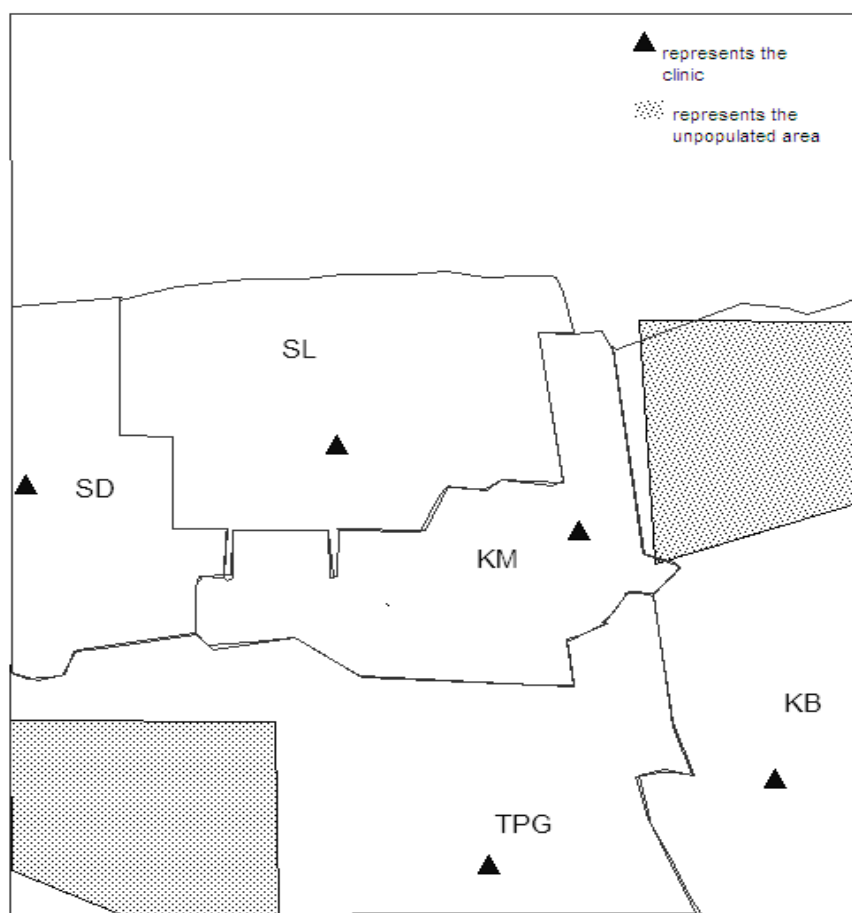 represents the
clinic
represents the
unpopulated area
SL
SD
KM
KB
TPG